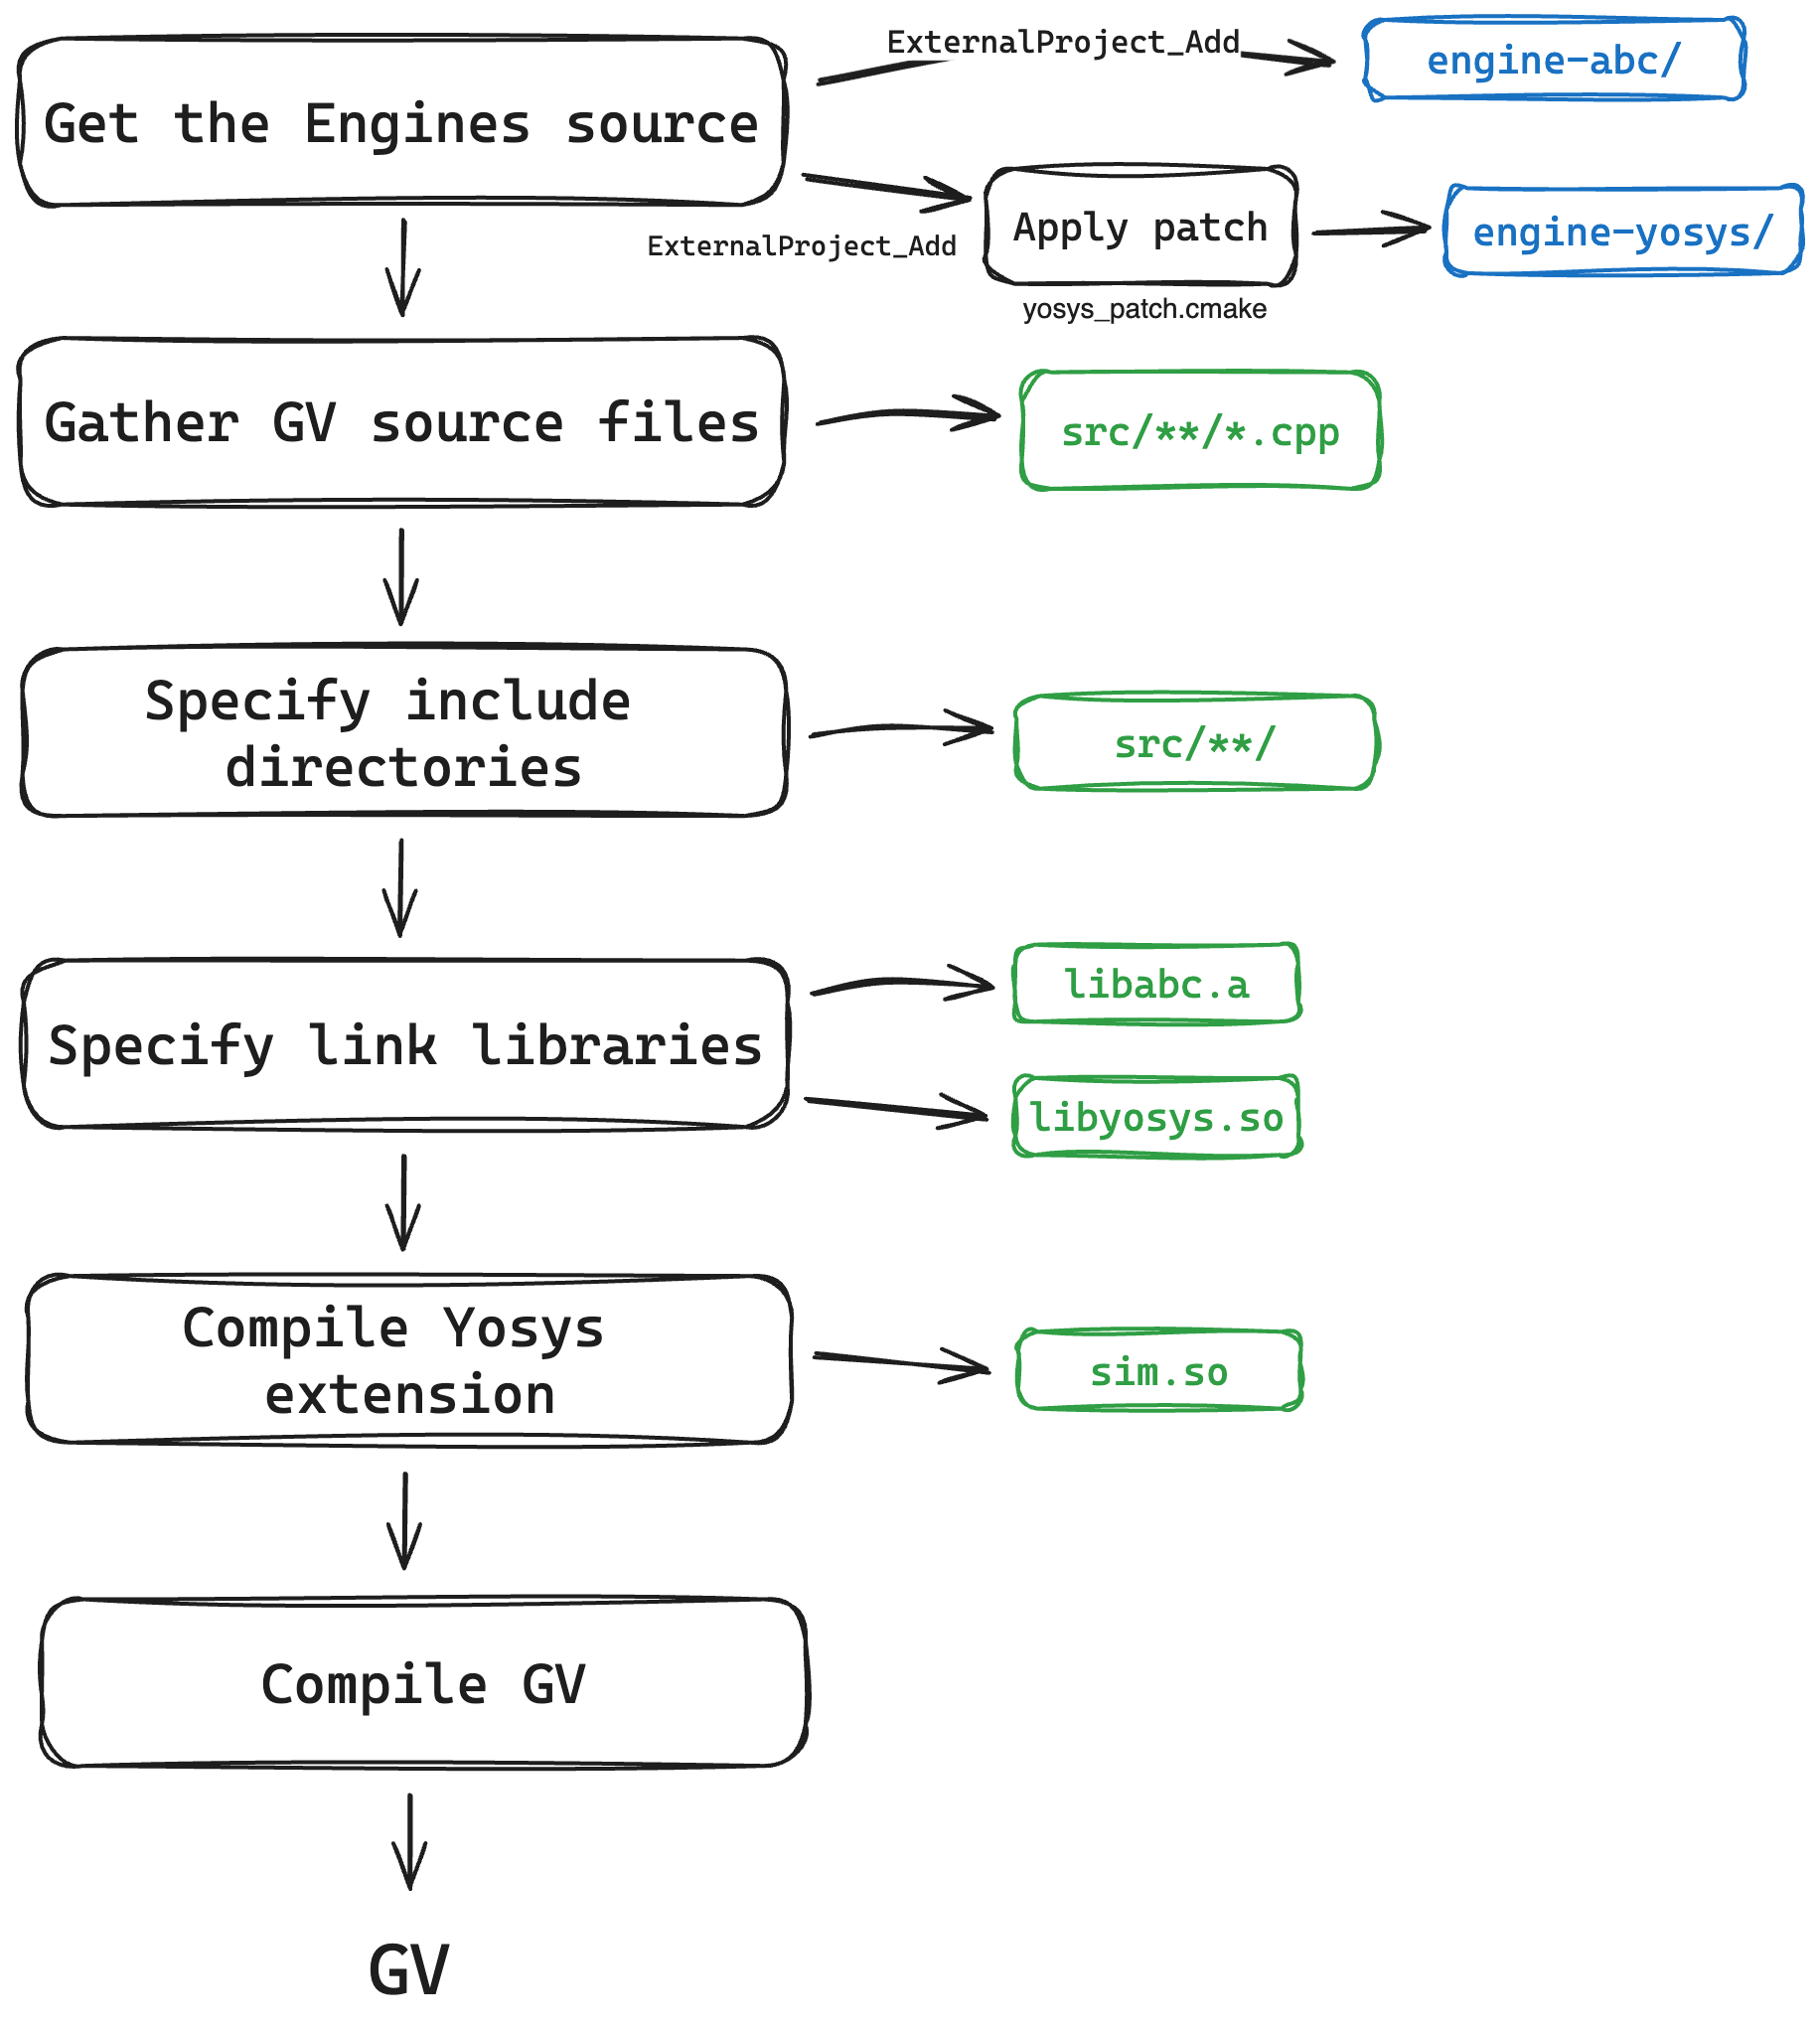 ExternalProject_Add
engine-abc/
Get the Engines source
Apply patch
engine-yosys/
ExternalProject_Add
yosys_patch.cmake
Gather GV source files
src/**/*.cpp
Specify include
directories
src/**/
libabc.a
Specify link libraries
libyosys.so
Compile Yosys
extension
sim.so
Compile GV
GV